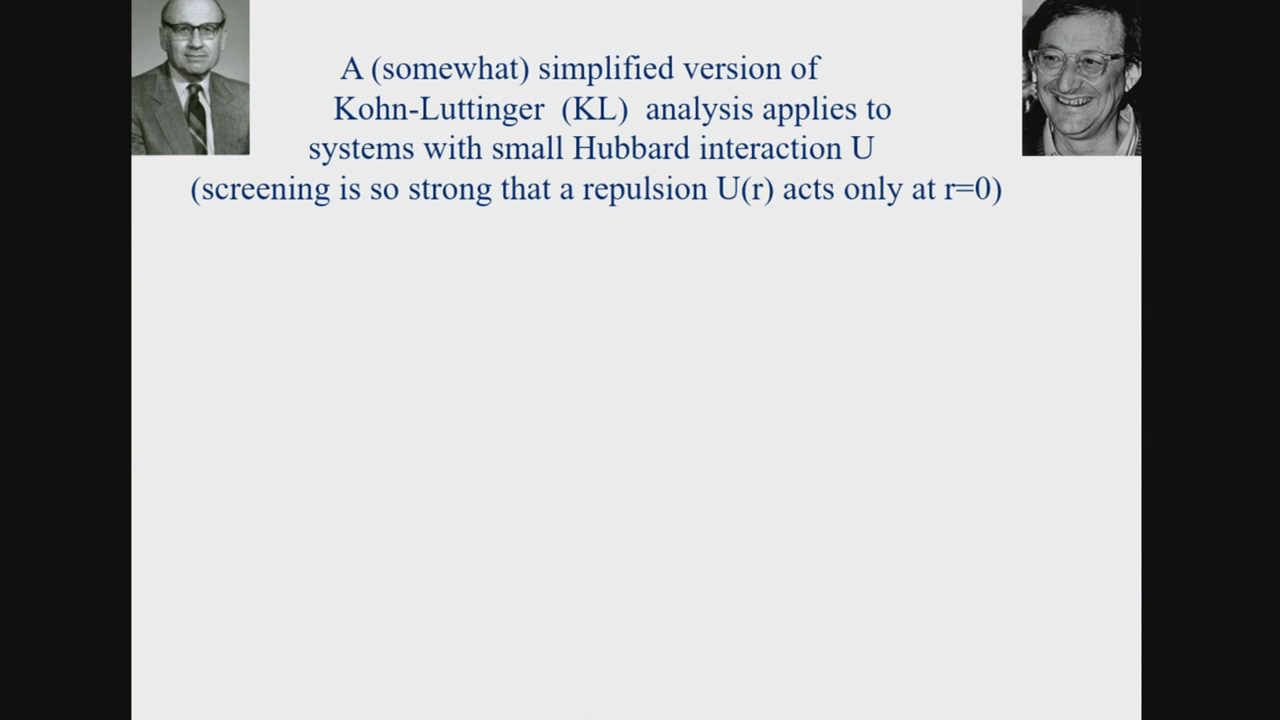 A (somewhat) simplified version of
Kohn-Luttinger (KL) analysis applies to
systems with small Hubbard interaction U
(screening is so strong that a repulsion U(r) acts only at r=0)